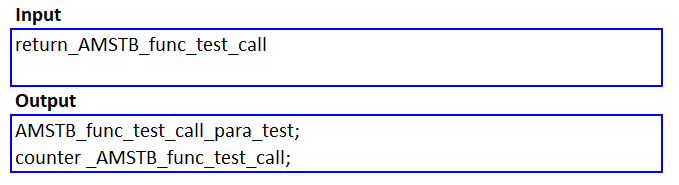 Input
return_AMSTB_func_test_call
Output
AMSTB_func_test_call_para_test;
counter _AMSTB_func_test_call;